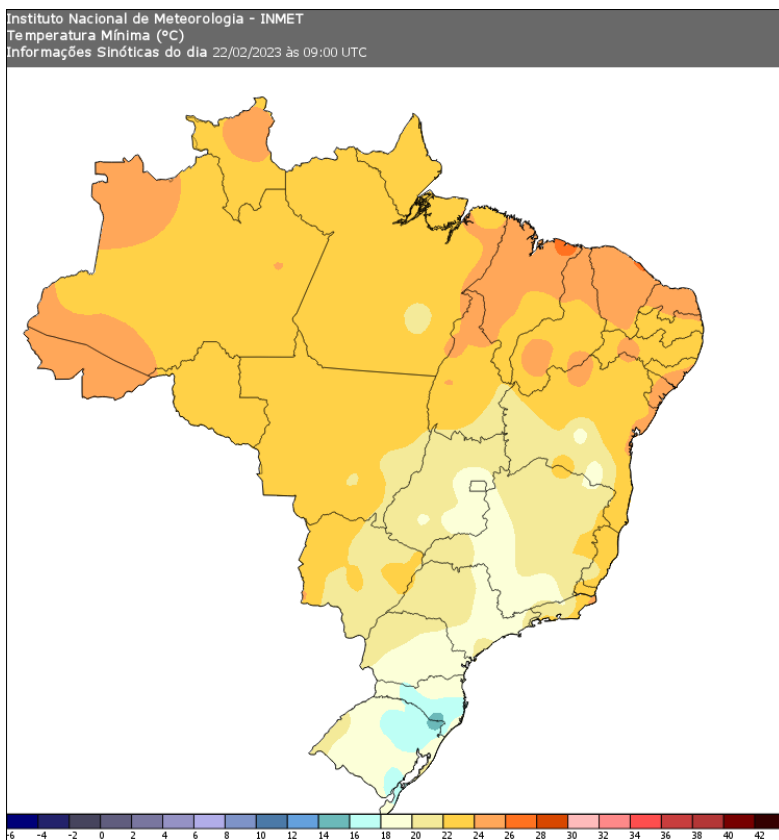 Instituto Nacional de Meteorologia - INMET
Temperatura Mínima (ºC)
Informações Sinóticas do dia 22/02/2023 às 09:00 UTC
-6 -4 -2 0 2 4 6 8 10 12 14 16 18 20 22 24 26 28 30 32 34 36 38 40 42